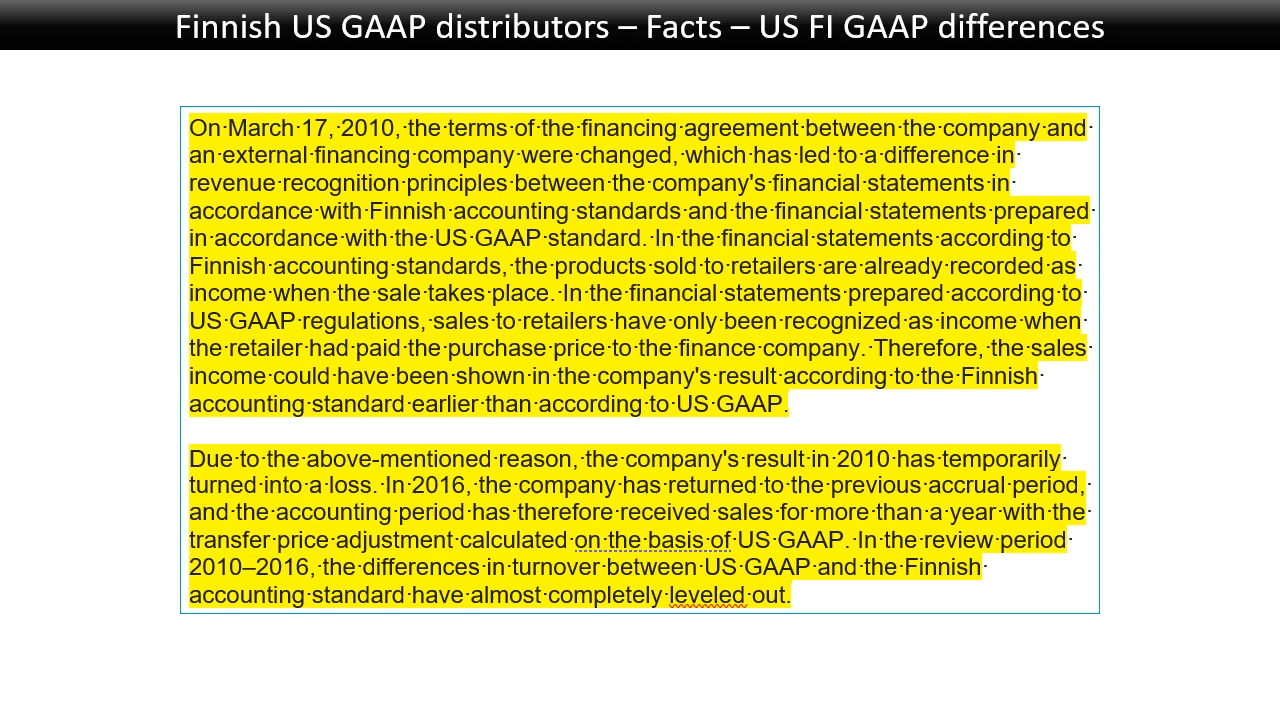 Finnish US GAAP distributors – Facts – US FI GAAP differences
On March 17, 2010, the terms of the financing agreement between the company and
an external financing company were changed, which has led to a difference in
revenue recognition principles between the company's financial statements in
accordance with Finnish accounting standards and the financial statements prepared
in accordance with the US GAAP standard. In the financial statements according to
Finnish accounting standards, the products sold to retailers are already recorded as
income when the sale takes place. In the financial statements prepared according to
US GAAP regulations, sales to retailers have only been recognized as income when
the retailer had paid the purchase price to the finance company. Therefore, the sales
income could have been shown in the company's result according to the Finnish
accounting standard earlier than according to US GAAP.
Due to the above-mentioned reason, the company's result in 2010 has temporarily
turned into a loss. In 2016, the company has returned to the previous accrual period,
and the accounting period has therefore received sales for more than a year with the
transfer price adjustment calculated on the basis of US GAAP. In the review period
2010–2016, the differences in turnover between US GAAP and the Finnish
accounting standard have almost completely leveled out.